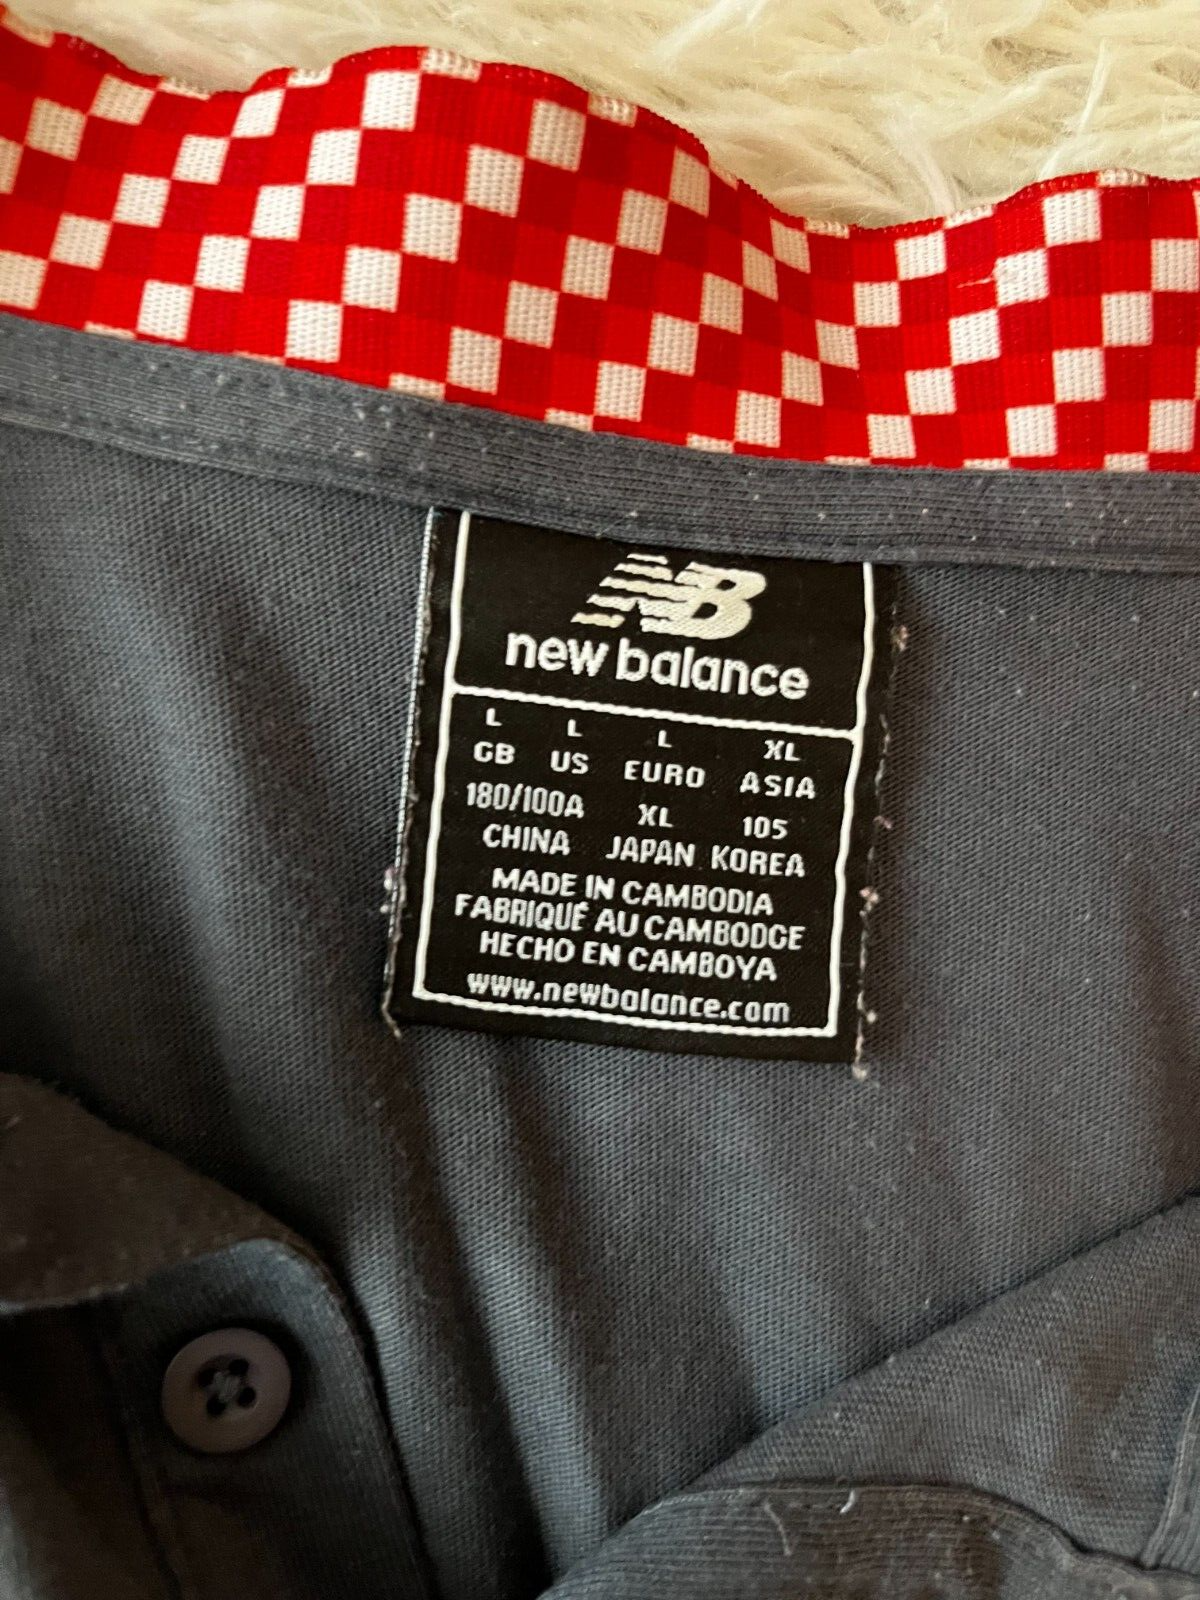 NB
new balance
L L L XL
GB US EURO ASIA
180/100A XL 105
CHINA JAPAN KOREA
MADE IN CAMBODIA
FABRIQUÉ AU CAMBODGE
HECHO EN CAMBOYA
www.newbalance.com